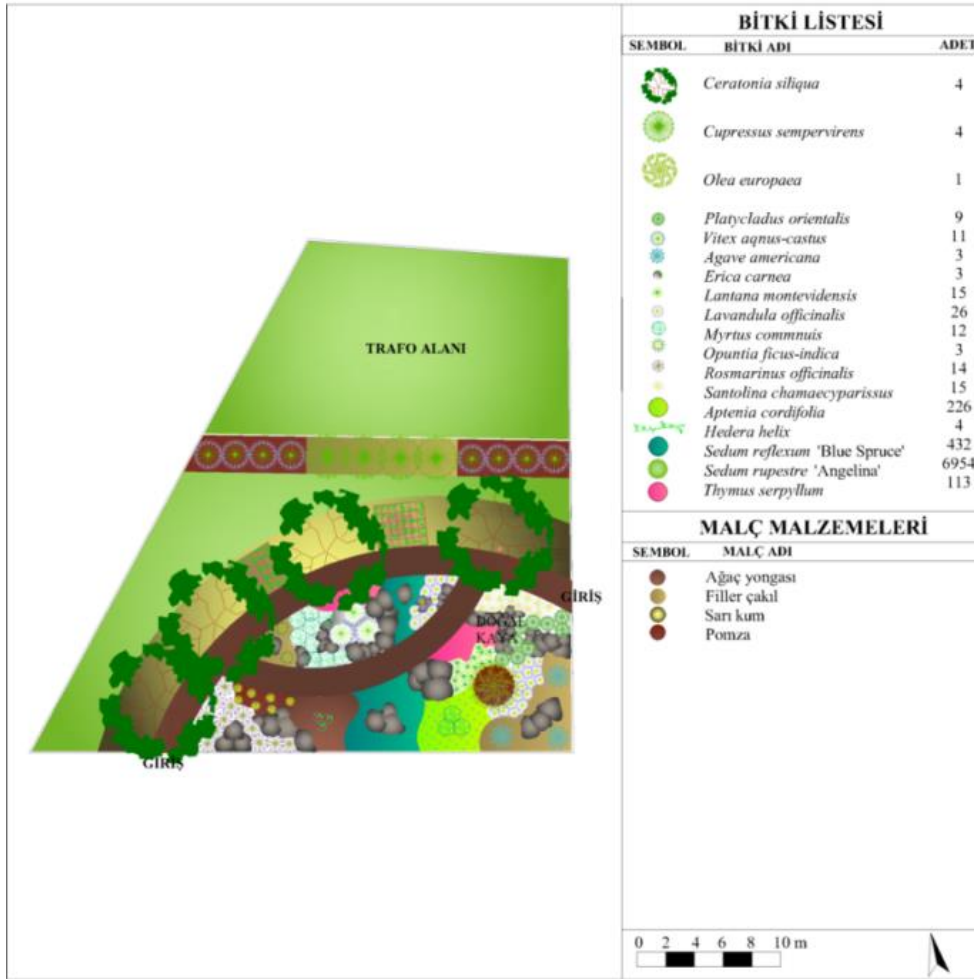 BİTKİ LİSTESİ
SEMBOL BİTKİ ADI ADET
Ceratonia siliqua 4
Cupressus sempervirens 4
Olea europaea 1
Platycladus orientalis 9
Vitex aqnus-castus 11
Agave americana 3
Erica carnea 3
Lantana montevidensis 15
Lavandula officinalis 26
Myrtus commnuis 12
Opuntia ficus-indica 3
Rosmarinus officinalis 14
Santolina chamaecyparissus 15
Aptenia cordifolia 226
Hedera helix 4
Sedum reflexum 'Blue Spruce' 432
Sedum rupestre 'Angelina' 6954
Thymus serpyllum 113
MALÇ MALZEMELERİ
SEMBOL MALÇ ADI
Ağaç yongası
Filler çakıl
Sarı kum
Pomza
TRAFO ALANI
GİRİŞ
DOĞAL
KAYA
GİRİŞ
0 2 4 6 8 10 m